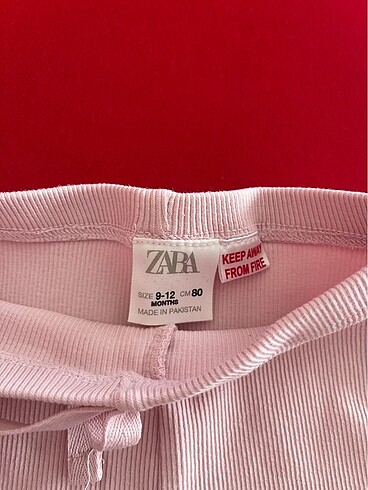 ZARA
SIZE 9-12 CM 80
MONTHS
MADE IN PAKISTAN
KEEP AWAY
FROM FIRE